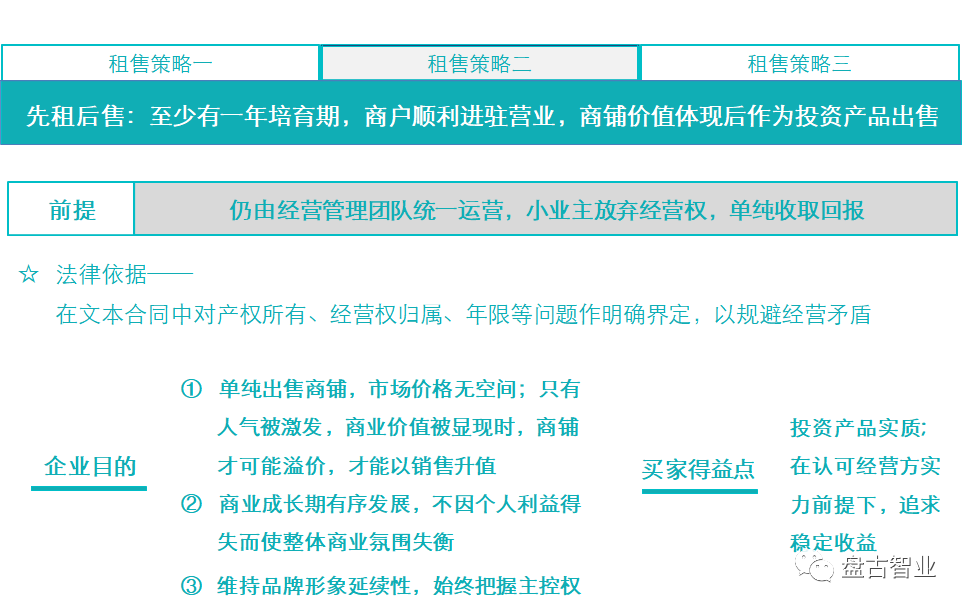 租售策略一
租售策略二
租售策略三
先租后售：至少有一年培育期，商户顺利进驻营业，商铺价值体现后作为投资产品出售
前提
仍由经营管理团队统一运营，小业主放弃经营权，单纯收取回报
☆ 法律依据——
在文本合同中对产权所有、经营权归属、年限等问题作明确界定，以规避经营矛盾
企业目的
① 单纯出售商铺，市场价格无空间；只有
人气被激发，商业价值被显现时，商铺
才可能溢价，才能以销售升值
② 商业成长期有序发展，不因个人利益得
失而使整体商业氛围失衡
③ 维持品牌形象延续性，始终把握主控权
买家得益点
投资产品实质；
在认可经营方实
力前提下，追求
稳定收益
盘古智业